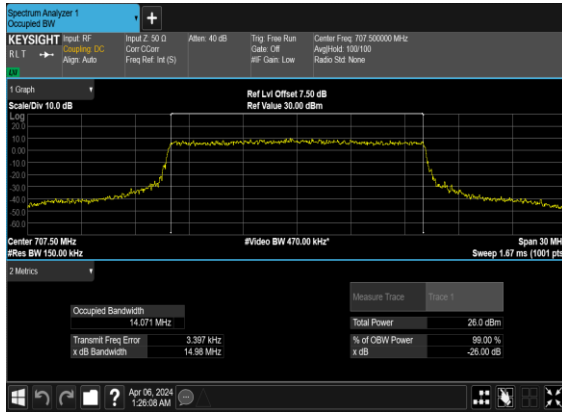 Spectrum Analyzer 1
Occupied BW
+
KEYSIGHT Input: RF Input Z: 50 Ω Atten: 40 dB Trig: Free Run Center Freq: 707.500000 MHz
RLT Coupling: DC Corr CCorr Gate: Off Avg|Hold: 100/100
Align: Auto Freq Ref: Int (S) #IF Gain: Low Radio Std: None
LXI
1 Graph
Ref Lvl Offset 7.50 dB
Scale/Div 10.0 dB Ref Value 30.00 dBm
Log
20.0
10.0
0.00
-10.0
-20.0
-30.0
-40.0
-50.0
-60.0
Center 707.50 MHz #Video BW 470.00 kHz* Span 30 MH
#Res BW 150.00 kHz Sweep 1.67 ms (1001 pts
2 Metrics
Measure Trace Trace 1
Occupied Bandwidth
14.071 MHz Total Power 26.0 dBm
Transmit Freq Error 3.397 kHz % of OBW Power 99.00 %
x dB Bandwidth 14.98 MHz x dB -26.00 dB
? Apr 06, 2024
1:26:08 AM